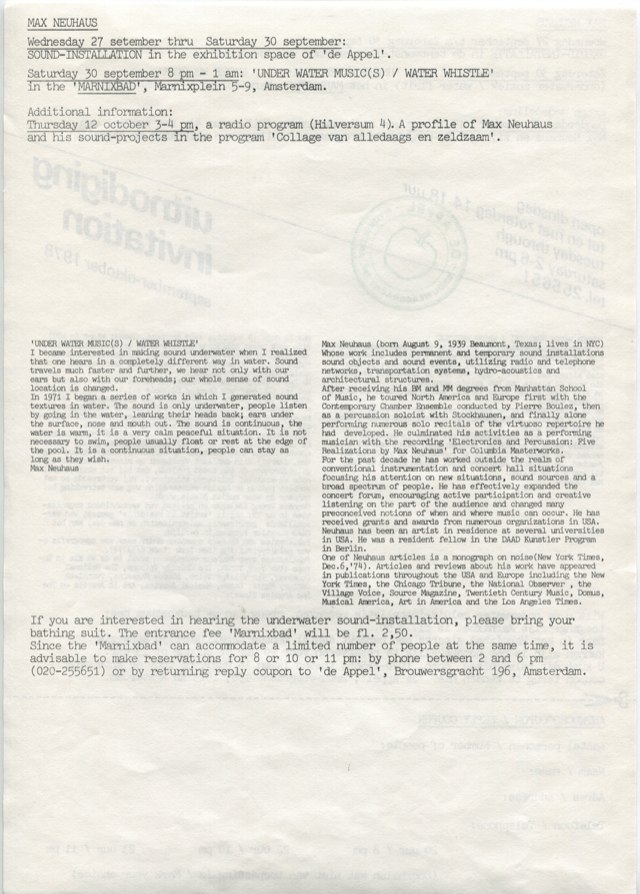 MAX NEUHAUS
Wednesday 27 setember thru Saturday 30 september:
SOUND-INSTALLATION in the exhibition space of 'de Appel'.
Saturday 30 september 8 pm - 1 am: 'UNDER WATER MUSIC(S) / WATER WHISTLE'
in the 'MARNIXBAD', Marnixplein 5-9, Amsterdam.
Additional information:
Thursday 12 october 3-4 pm, a radio program (Hilversum 4). A profile of Max Neuhaus
and his sound-projects in the program 'Collage van alledaags en zeldzaam'.
uitnodiging
invitation
september-oktober 1978
open dinsdag
tot en met zaterdag 14-18 uur
tuesday through
saturday 2-6 pm
tel. 255651
'UNDER WATER MUSIC(S) / WATER WHISTLE'
I became interested in making sound underwater when I realized
that one hears in a completely different way in water. Sound
travels much faster and further, we hear not only with our
ears but also with our foreheads; our whole sense of sound
location is changed.
In 1971 I began a series of works in which I generated sound
textures in water. The sound is only underwater, people listen
by going in the water, leaning their heads back; ears under
the surface, nose and mouth out. The sound is continuous, the
water is warm, it is a very calm peaceful situation. It is not
necessary to swim, people usually float or rest at the edge of
the pool. It is a continuous situation, people can stay as
long as they wish.
Max Neuhaus
Max Neuhaus (born August 9, 1939 Beaumont, Texas; lives in NYC)
Whose work includes permanent and temporary sound installations
sound objects and sound events, utilizing radio and telephone
networks, transportation systems, hydro-acoustics and
architectural structures.
After receiving his BM and MM degrees from Manhattan School
of Music, he toured North America and Europe first with the
Contemporary Chamber Ensemble conducted by Pierre Boulez, then
as a percussion soloist with Stockhausen, and finally alone
performing numerous solo recitals of the virtuoso repertoire he
had developed. He culminated his activities as a performing
musician with the recording 'Electronics and Percussion: Five
Realizations by Max Neuhaus' for Columbia Masterworks.
For the past decade he has worked outside the realm of
conventional instrumentation and concert hall situations
focusing his attention on new situations, sound sources and a
broad spectrum of people. He has effectively expanded the
concert forum, encouraging active participation and creative
listening on the part of the audience and changed many
preconceived notions of when and where music can occur. He has
received grants and awards from numerous organizations in USA.
Neuhaus has been an artist in residence at several universities
in USA. He was a resident fellow in the DAAD Kunstler Program
in Berlin.
One of Neuhaus articles is a monograph on noise(New York Times,
Dec.6,'74). Articles and reviews about his work have appeared
in publications throughout the USA and Europe including the New
York Times, the Chicago Tribune, the National Observer , the
Village Voice, Source Magazine, Twentieth Century Music, Domus,
Musical America, Art in America and the Los Angeles Times.
If you are interested in hearing the underwater sound-installation, please bring your
bathing suit. The entrance fee 'Marnixbad' will be fl. 2,50.
Since the 'Marnixbad' can accommodate a limited number of people at the same time, it is
advisable to make reservations for 8 or 10 or 11 pm: by phone between 2 and 6 pm
(020-255651) or by returning reply coupon to 'de Appel', Brouwersgracht 196, Amsterdam.